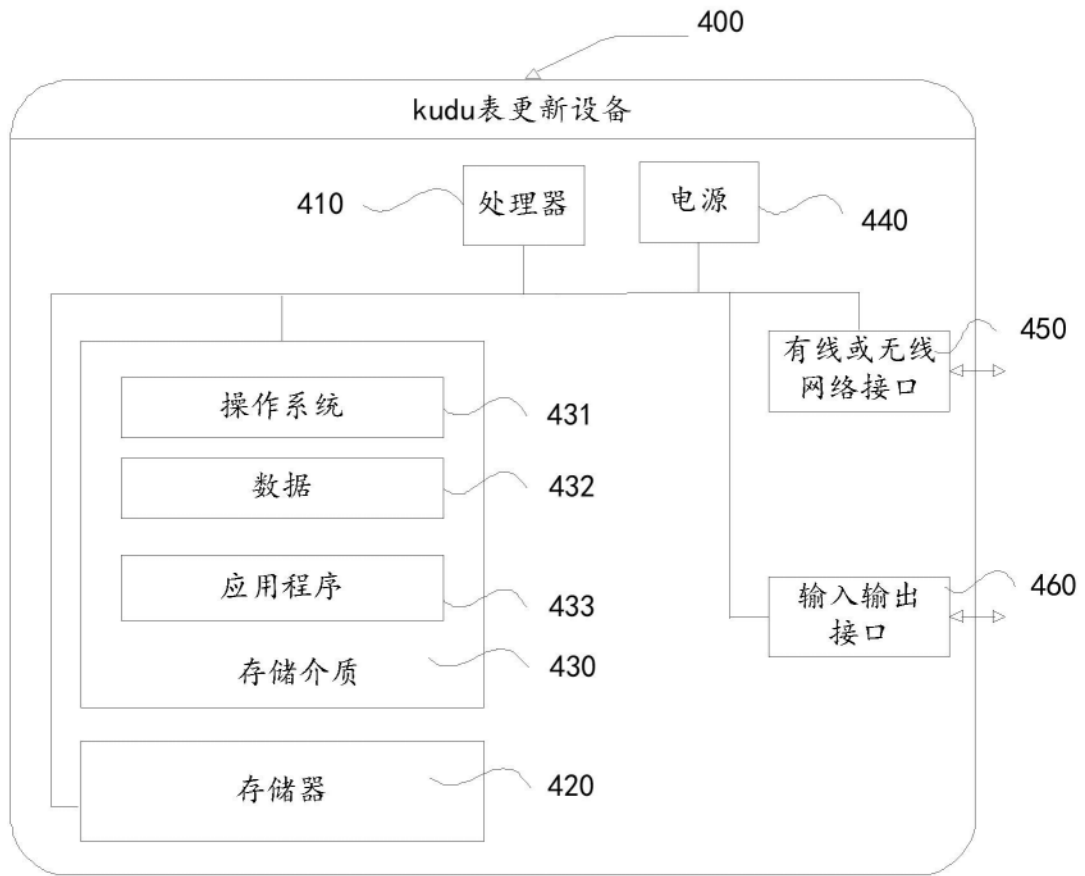 400
kudu表更新设备
410
处理器
电源
440
有线或无线
网络接口
450
操作系统
431
数据
432
应用程序
433
存储介质
430
输入输出
接口
460
存储器
420